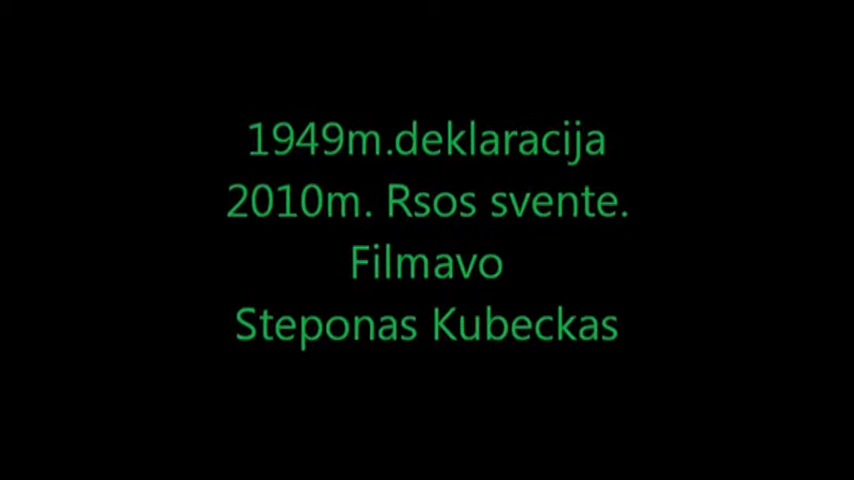 1949m.deklaracija
2010m. Rsos svente.
Filmavo
Steponas Kubeckas